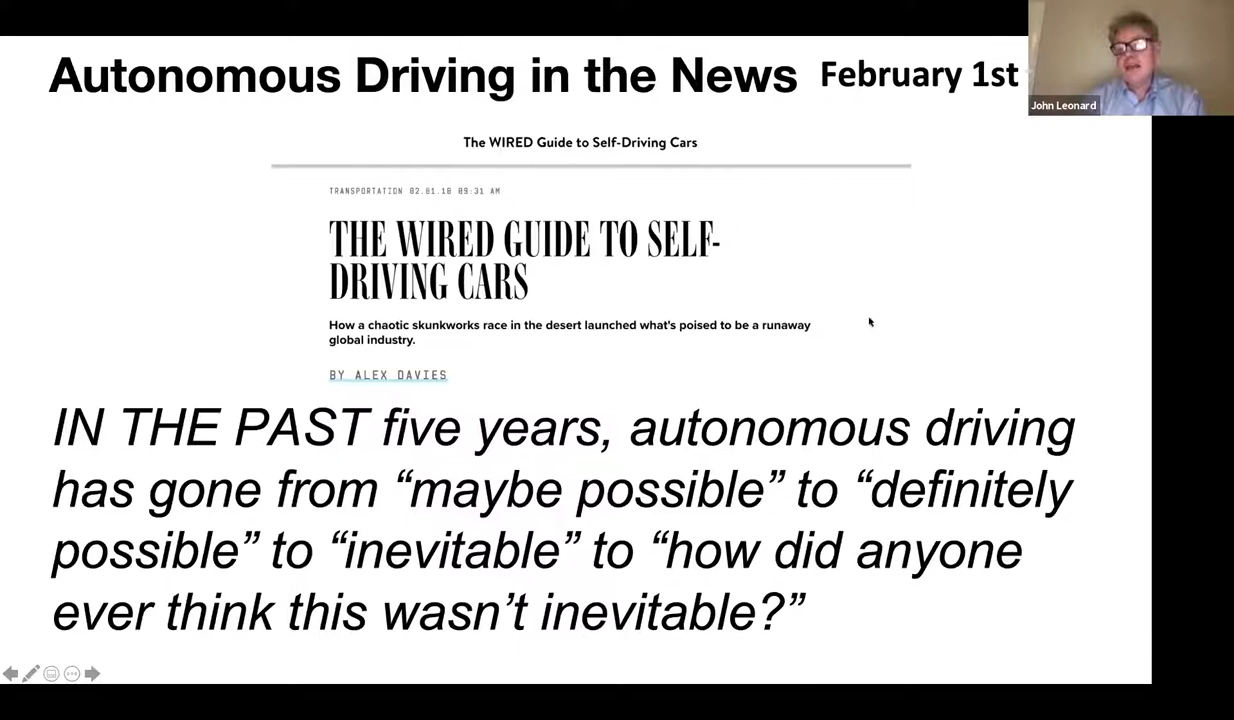 Autonomous Driving in the News February 1st
John Leonard
The WIRED Guide to Self-Driving Cars
TRANSPORTATION 02.01.18 09:31 AM
THE WIRED GUIDE TO SELF-
DRIVING CARS
How a chaotic skunkworks race in the desert launched what's poised to be a runaway
global industry.
BY ALEX DAVIES
IN THE PAST five years, autonomous driving
has gone from “maybe possible” to “definitely
possible” to “inevitable” to “how did anyone
ever think this wasn’t inevitable?”